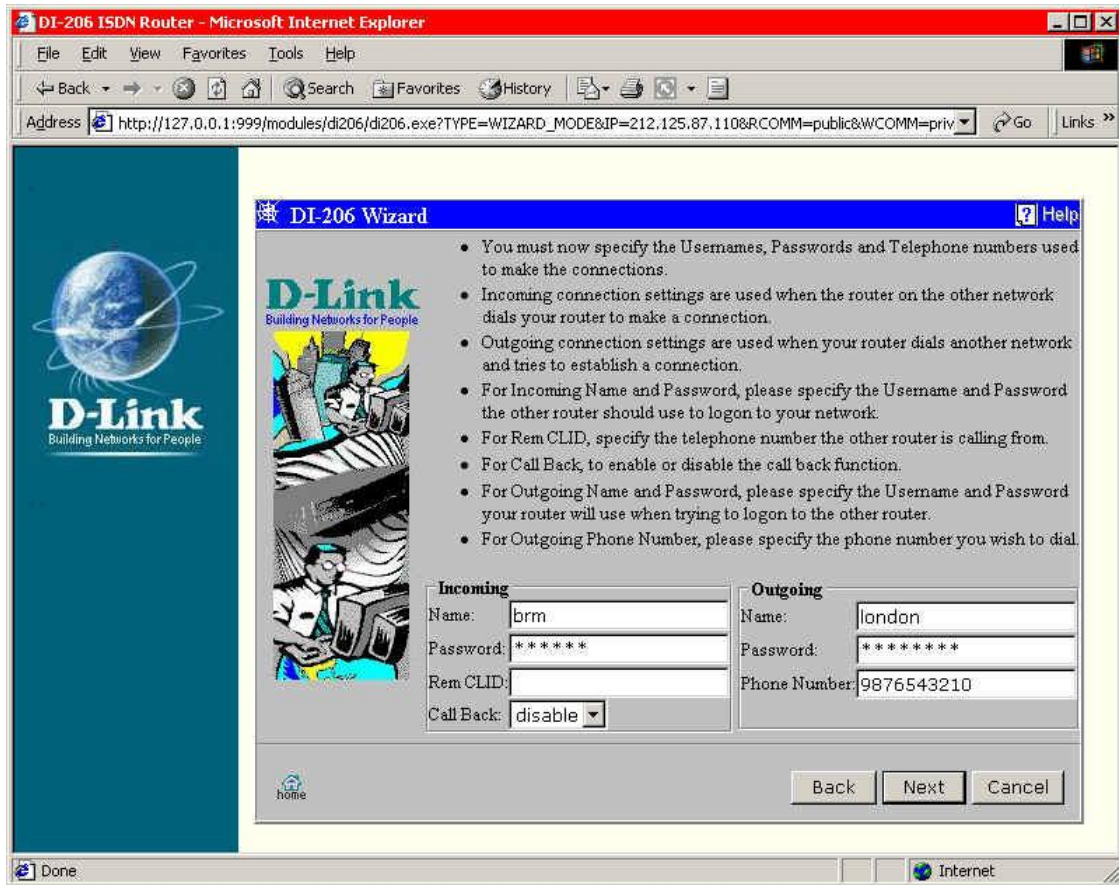 DI-206 ISDN Router - Microsoft Internet Explorer
File Edit View Favorites Tools Help
Back Search Favorites History
Address http://127.0.0.1:999/modules/di206/di206.exe?TYPE=WIZARD_MODE&IP=212.125.87.110&RCOMM=public&WCOMM=priv Go Links »
D-Link
Building Networks for People
DI-206 Wizard ? Help
D-Link
Building Networks for People
• You must now specify the Usernames, Passwords and Telephone numbers used
to make the connections.
• Incoming connection settings are used when the router on the other network
dials your router to make a connection.
• Outgoing connection settings are used when your router dials another network
and tries to establish a connection.
• For Incoming Name and Password, please specify the Username and Password
the other router should use to logon to your network.
• For Rem CLID, specify the telephone number the other router is calling from.
• For Call Back, to enable or disable the call back function.
• For Outgoing Name and Password, please specify the Username and Password
your router will use when trying to logon to the other router.
• For Outgoing Phone Number, please specify the phone number you wish to dial.
Incoming
Name: brm
Password: ******
Rem CLID:
Call Back: disable
Outgoing
Name: london
Password: ********
Phone Number: 9876543210
home
Back Next Cancel
Done Internet